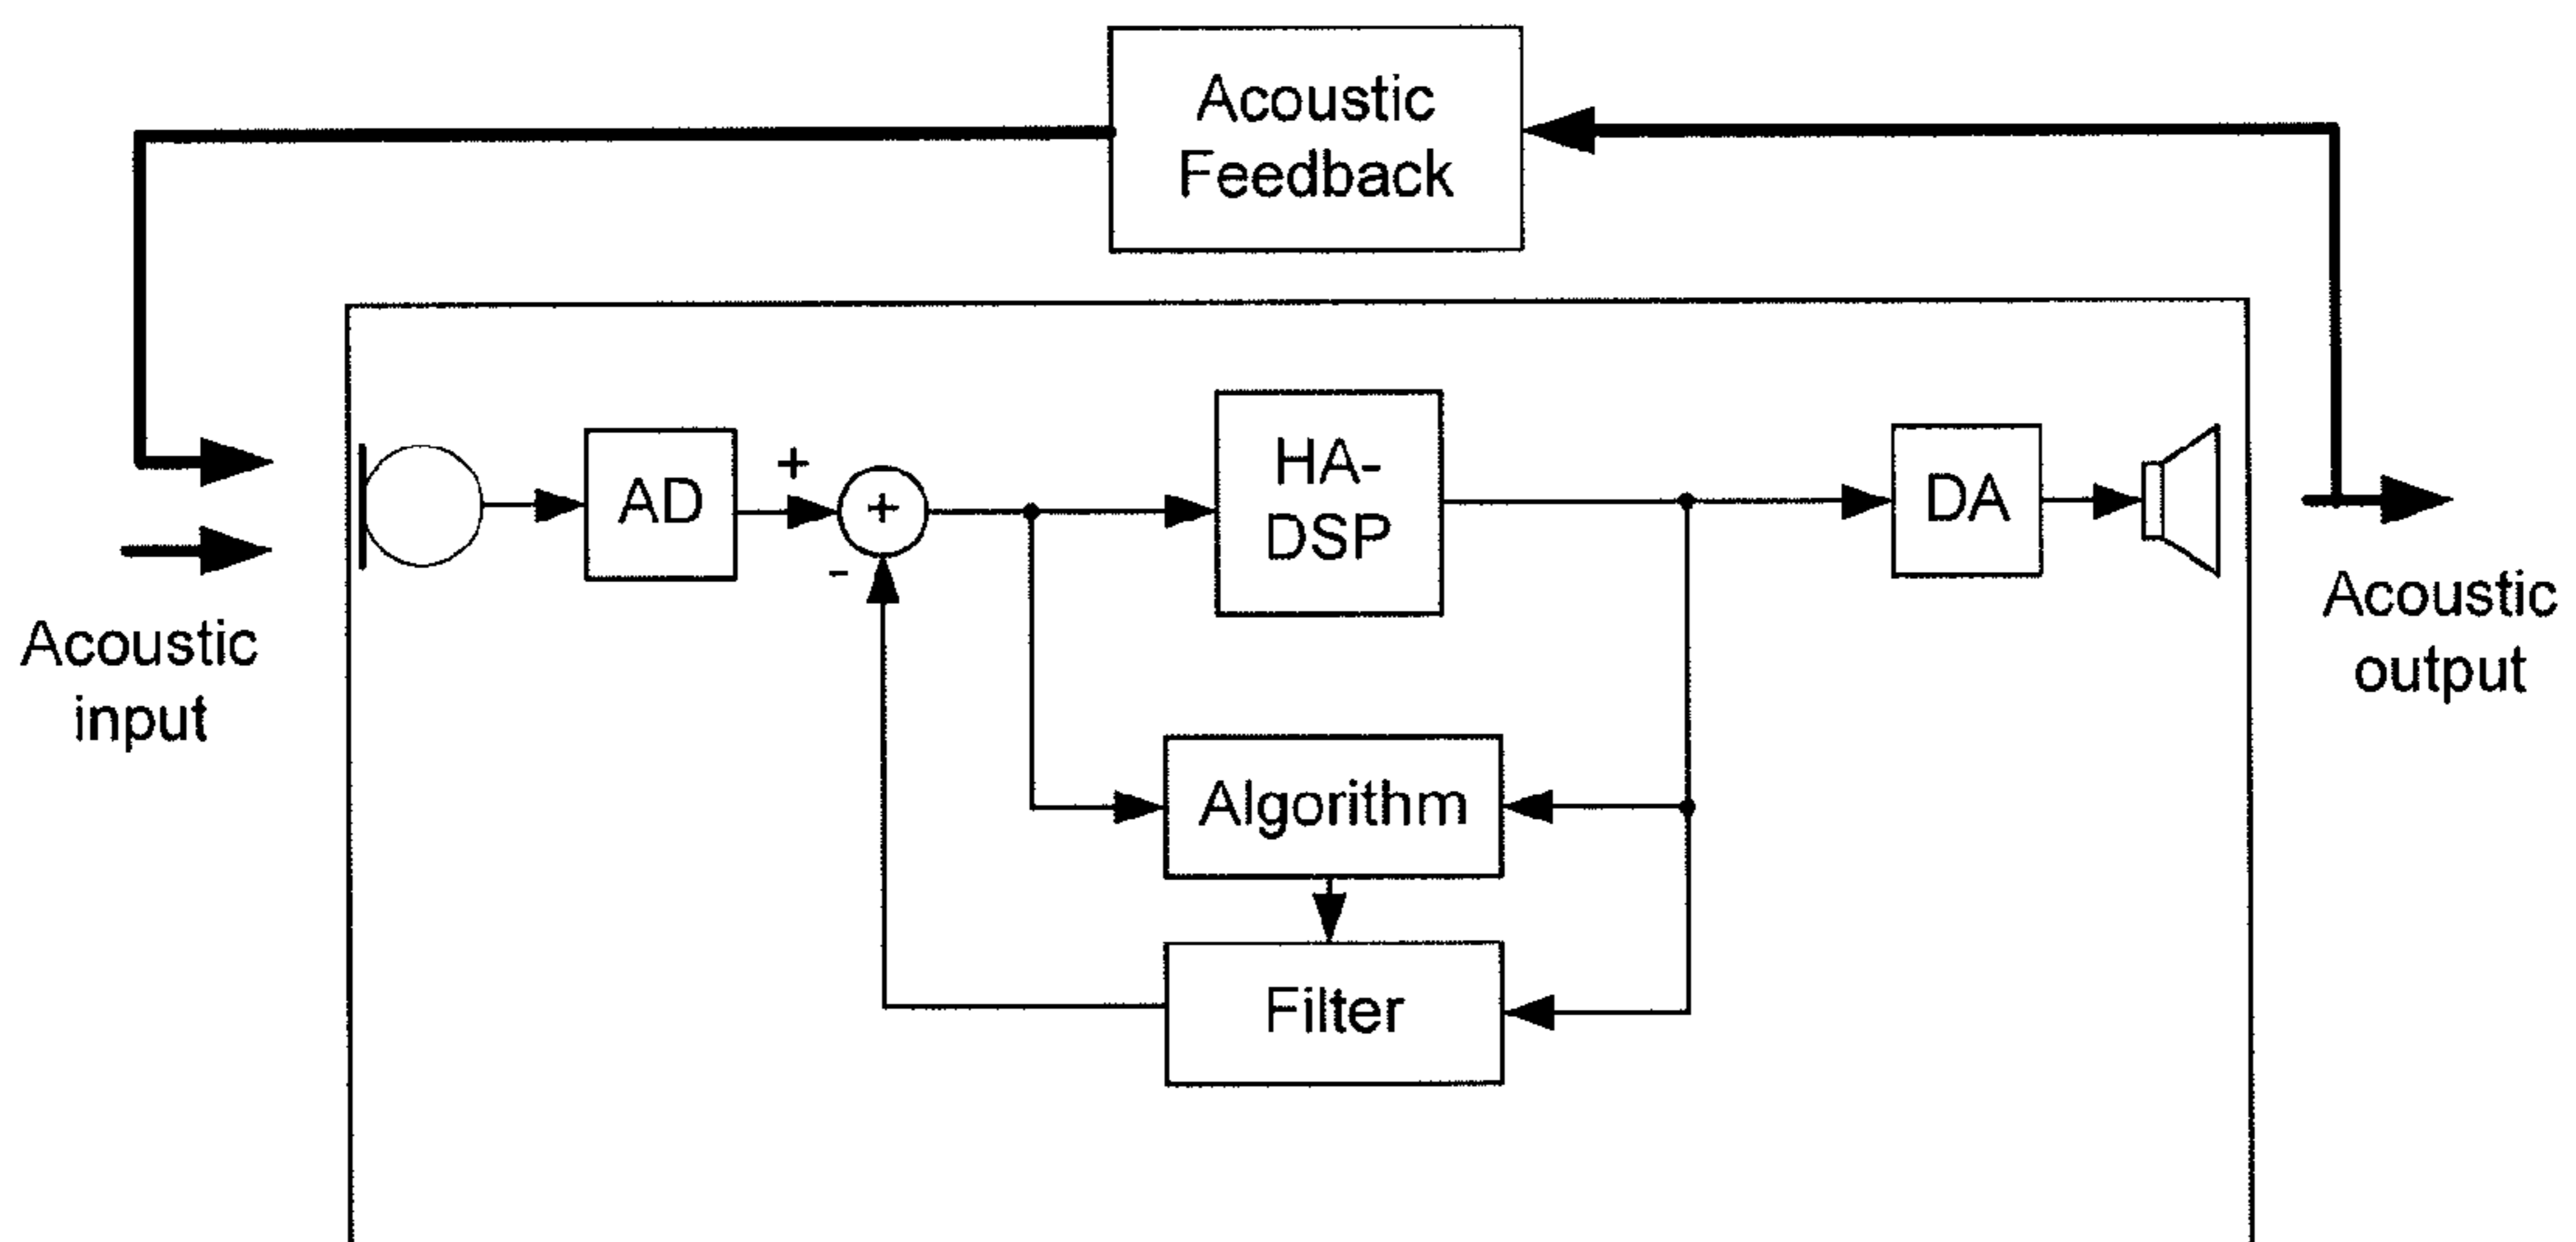 Acoustic
Feedback
HA-
DSP
AD
+
+
-
DA
Acoustic
input
Acoustic
output
Algorithm
Filter